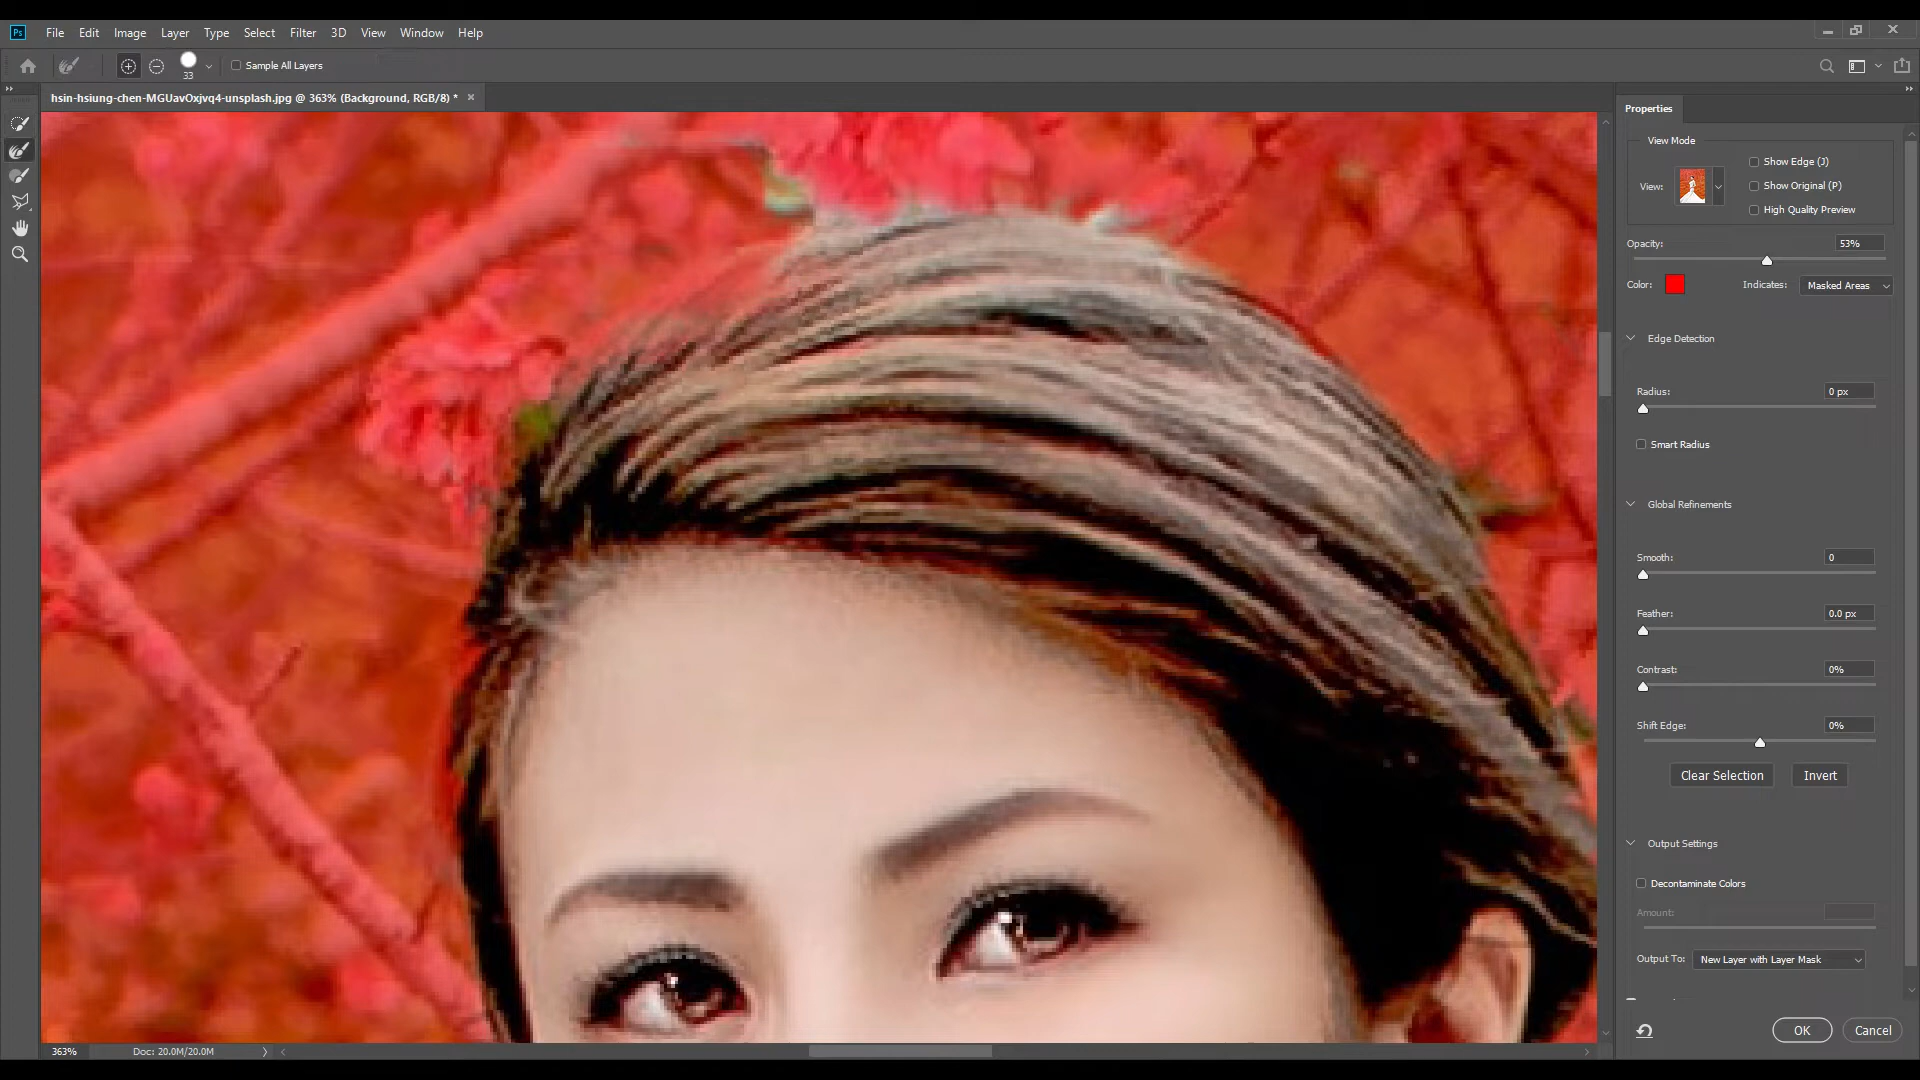 Ps File Edit Image Layer Type Select Filter 3D View Window Help
33 Sample All Layers
hsin-hsiung-chen-MGUavOxjvq4-unsplash.jpg @ 363% (Background, RGB/8) *
Properties
View Mode
Show Edge (J)
View: Show Original (P)
High Quality Preview
Opacity: 53%
Color: Indicates: Masked Areas
Edge Detection
Radius: 0 px
Smart Radius
Global Refinements
Smooth: 0
Feather: 0.0 px
Contrast: 0%
Shift Edge: 0%
Clear Selection Invert
Output Settings
Decontaminate Colors
Amount:
Output To: New Layer with Layer Mask
OK Cancel
363% Doc: 20.0M/20.0M